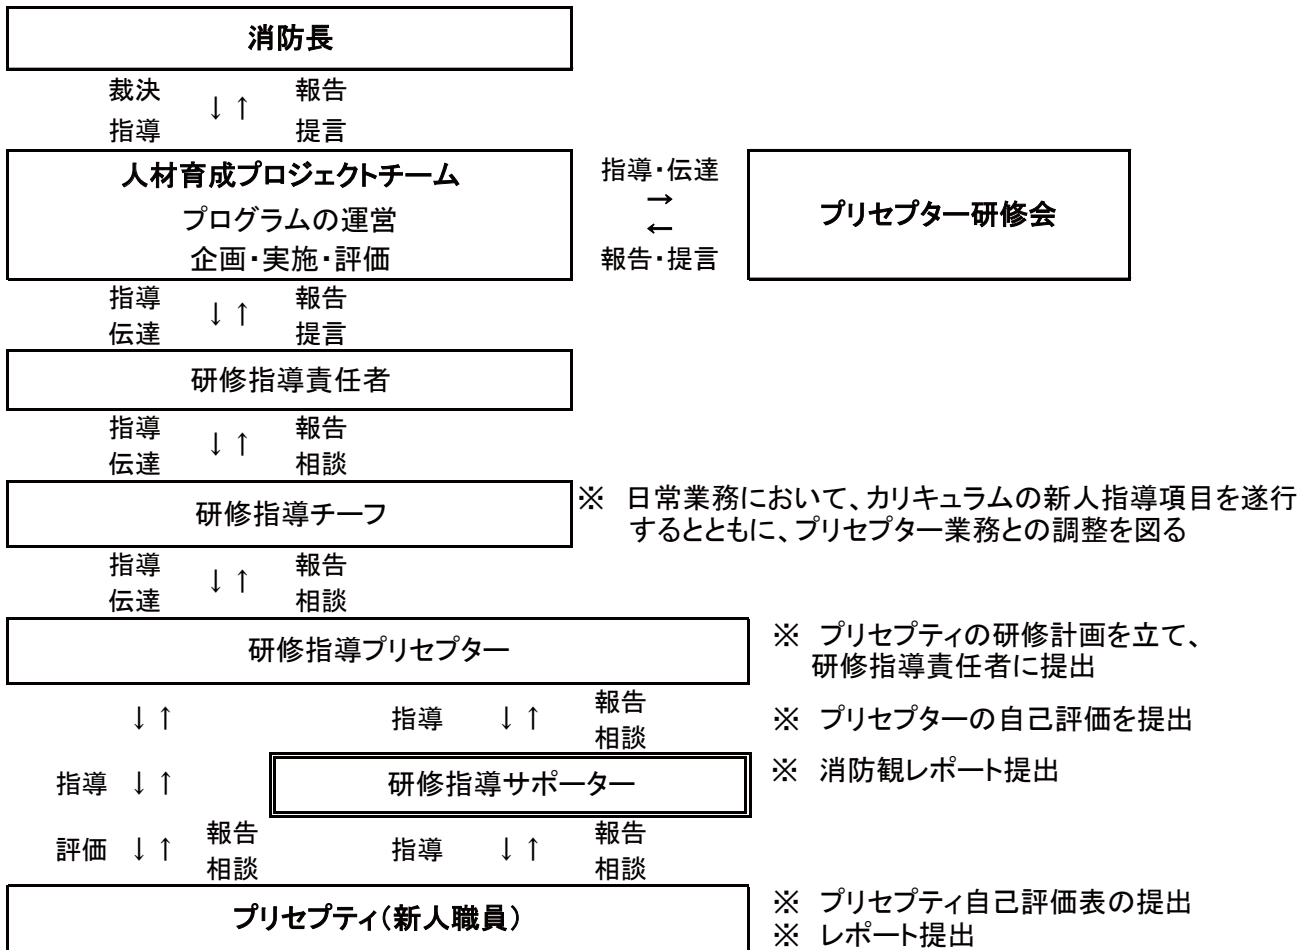 消防長
裁決 ↓↑ 報告
指導 提言
人材育成プロジェクトチーム
プログラムの運営
企画・実施・評価
指導・伝達
→
←
報告・提言
プリセプター研修会
指導 ↓↑ 報告
伝達 提言
研修指導責任者
指導 ↓↑ 報告
伝達 相談
研修指導チーフ
※ 日常業務において、カリキュラムの新人指導項目を遂行
するとともに、プリセプター業務との調整を図る
指導 ↓↑ 報告
伝達 相談
研修指導プリセプター
※ プリセプティの研修計画を立て、
研修指導責任者に提出
↓↑ 指導 ↓↑ 報告
相談
※ プリセプターの自己評価を提出
指導 ↓↑ 研修指導サポーター
※ 消防観レポート提出
評価 ↓↑ 報告 指導 ↓↑ 報告
相談 相談
プリセプティ(新人職員)
※ プリセプティ自己評価表の提出
※ レポート提出